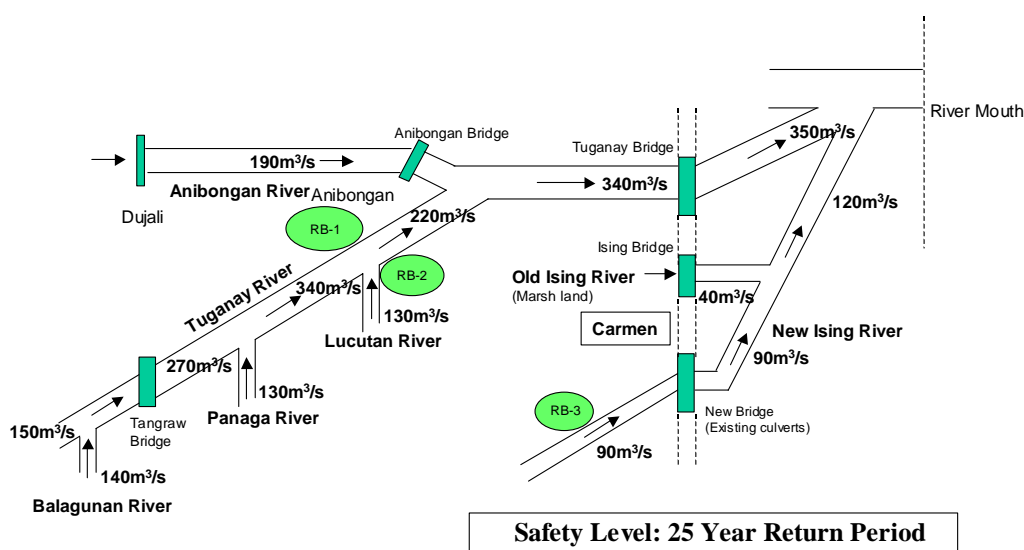 River Mouth
Anibongan Bridge
350m³/s
Tuganay Bridge
190m³/s
Anibongan River
Anibongan
340m³/s
Dujali
220m³/s
120m³/s
RB-1
Ising Bridge
RB-2
Old Ising River
(Marsh land)
Tuganay River
340m³/s
40m³/s
130m³/s
Carmen
New Ising River
Lucutan River
90m³/s
270m³/s
130m³/s
RB-3
Panaga River
New Bridge
(Existing culverts)
Tangraw
Bridge
150m³/s
90m³/s
140m³/s
Balagunan River
Safety Level: 25 Year Return Period